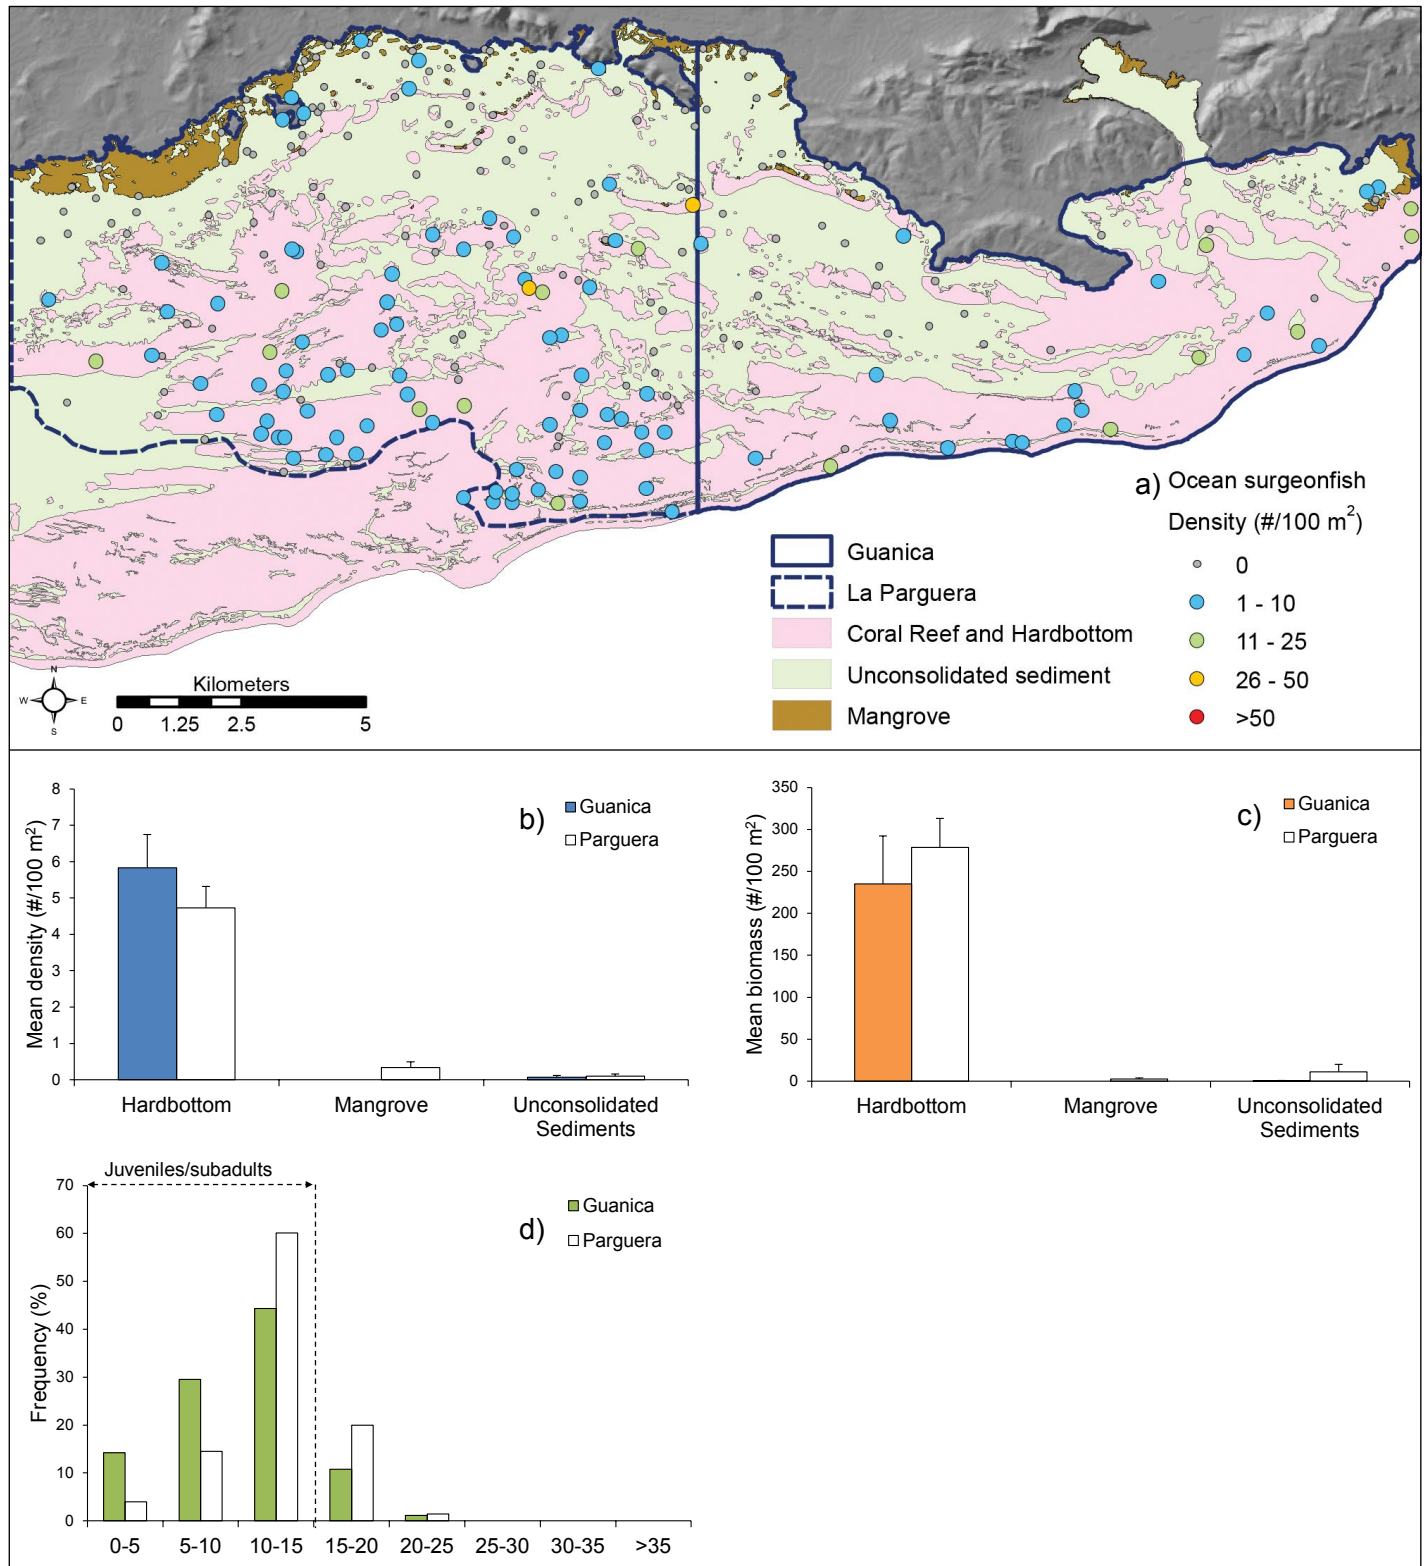 a) Ocean surgeonfish
Density (#/100 m²)
0
1 - 10
11 - 25
26 - 50
>50
Guanica
La Parguera
Coral Reef and Hardbottom
Unconsolidated sediment
Mangrove
N
W E
S
Kilometers
0 1.25 2.5 5
b)
Guanica
Parguera
Mean density (#/100 m²)
8
7
6
5
4
3
2
1
0
Hardbottom Mangrove Unconsolidated
Sediments
c)
Guanica
Parguera
Mean biomass (#/100 m²)
350
300
250
200
150
100
50
0
Hardbottom Mangrove Unconsolidated
Sediments
d)
Juveniles/subadults
Guanica
Parguera
Frequency (%)
70
60
50
40
30
20
10
0
0-5 5-10 10-15 15-20 20-25 25-30 30-35 >35